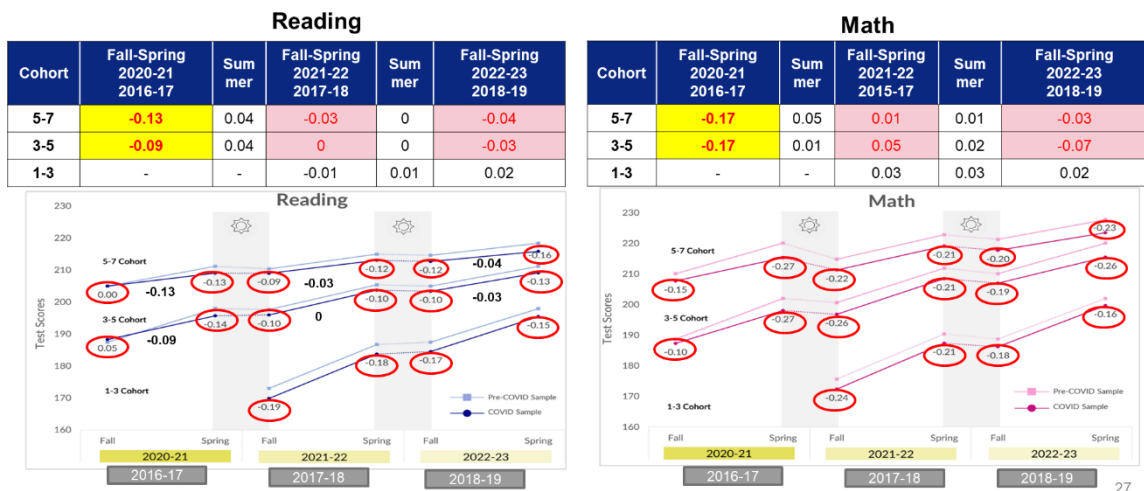 Reading
Cohort Fall-Spring 2020-21 2016-17 Sum mer Fall-Spring 2021-22 2017-18 Sum mer Fall-Spring 2022-23 2018-19
5-7 -0.13 0.04 -0.03 0 -0.04
3-5 -0.09 0.04 0 0 -0.03
1-3 - - -0.01 0.01 0.02
Reading
230
220
210
200
190
180
170
160
Test Scores
5-7 Cohort
0.00
-0.13
-0.13
-0.09
-0.03
-0.12
-0.12
-0.04
-0.16
3-5 Cohort
0.05
-0.09
-0.14
-0.10
0
-0.10
-0.10
-0.03
-0.13
1-3 Cohort
-0.19
-0.18
-0.17
-0.15
Pre-COVID Sample
COVID Sample
Fall Spring Fall Spring Fall Spring
2020-21 2021-22 2022-23
2016-17 2017-18 2018-19
Math
Cohort Fall-Spring 2020-21 2016-17 Sum mer Fall-Spring 2021-22 2015-17 Sum mer Fall-Spring 2022-23 2018-19
5-7 -0.17 0.05 0.01 0.01 -0.03
3-5 -0.17 0.01 0.05 0.02 -0.07
1-3 - - 0.03 0.03 0.02
Math
230
220
210
200
190
180
170
160
Test Scores
5-7 Cohort
-0.15
-0.27
-0.22
-0.21
-0.20
-0.23
3-5 Cohort
-0.10
-0.27
-0.26
-0.21
-0.19
-0.26
1-3 Cohort
-0.24
-0.21
-0.18
-0.16
Pre-COVID Sample
COVID Sample
Fall Spring Fall Spring Fall Spring
2020-21 2021-22 2022-23
2016-17 2017-18 2018-19
27